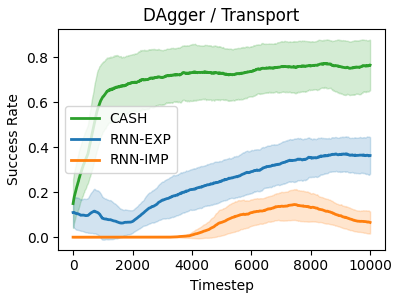 DAgger / Transport
Success Rate
0.8
0.6
0.4
0.2
0.0
CASH
RNN-EXP
RNN-IMP
0 2000 4000 6000 8000 10000
Timestep